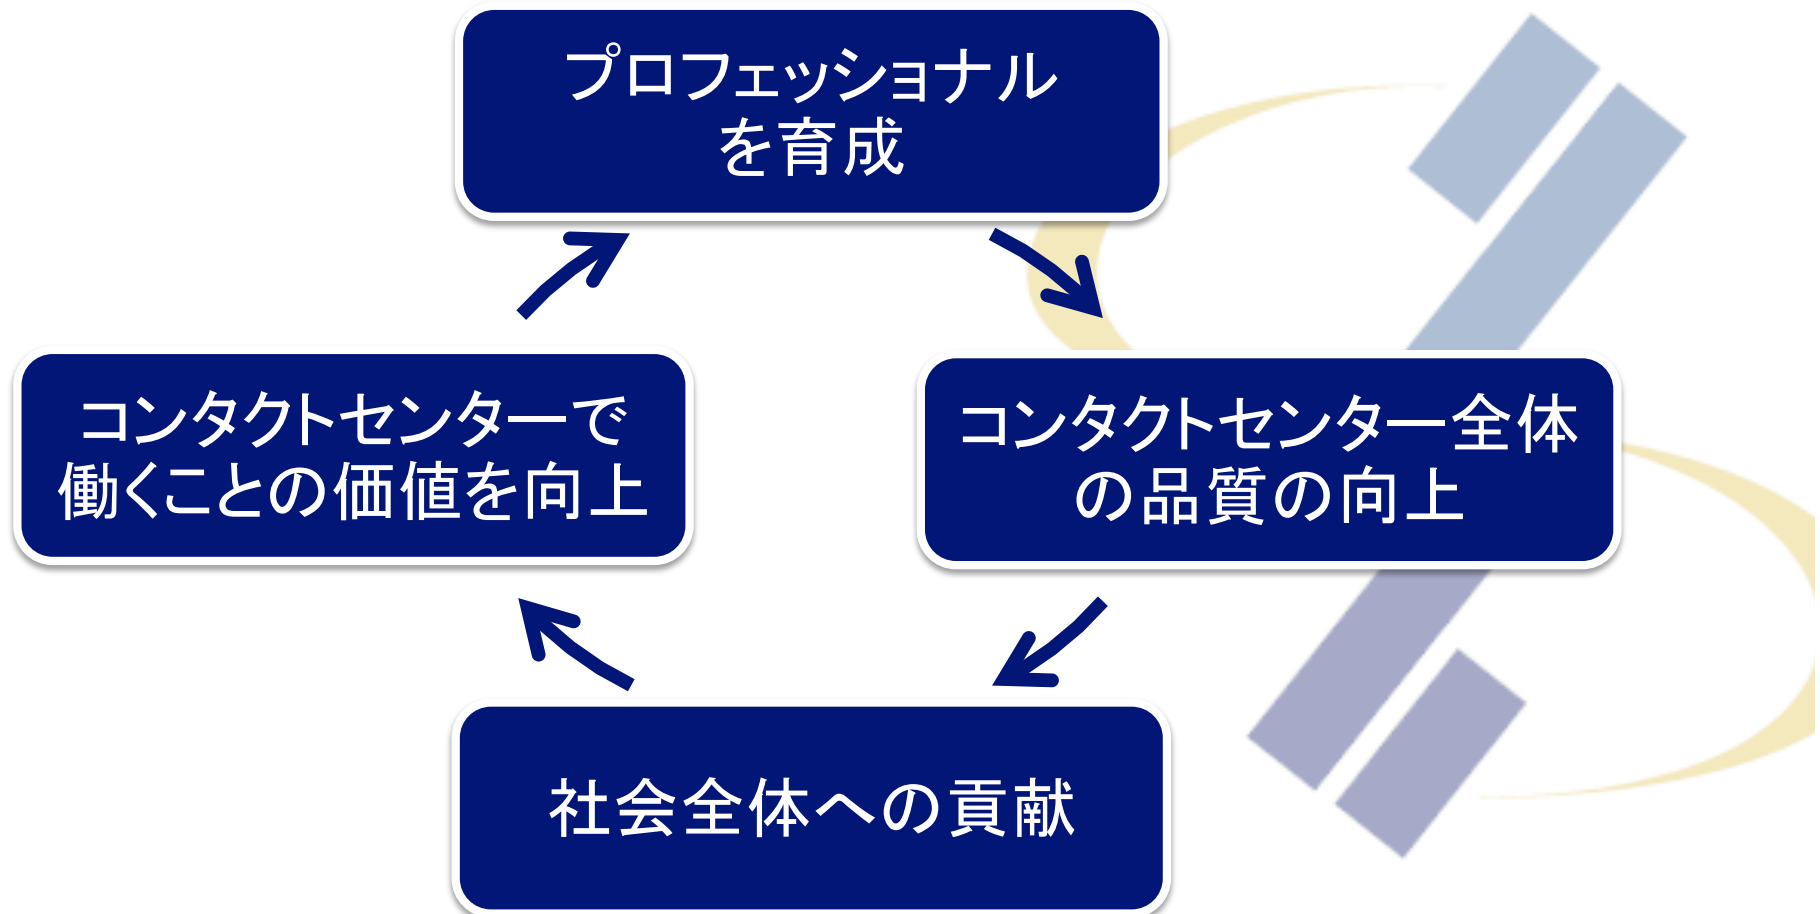 プロフェッショナル
を育成
コンタクトセンターで
働くことの価値を向上
コンタクトセンター全体
の品質の向上
社会全体への貢献